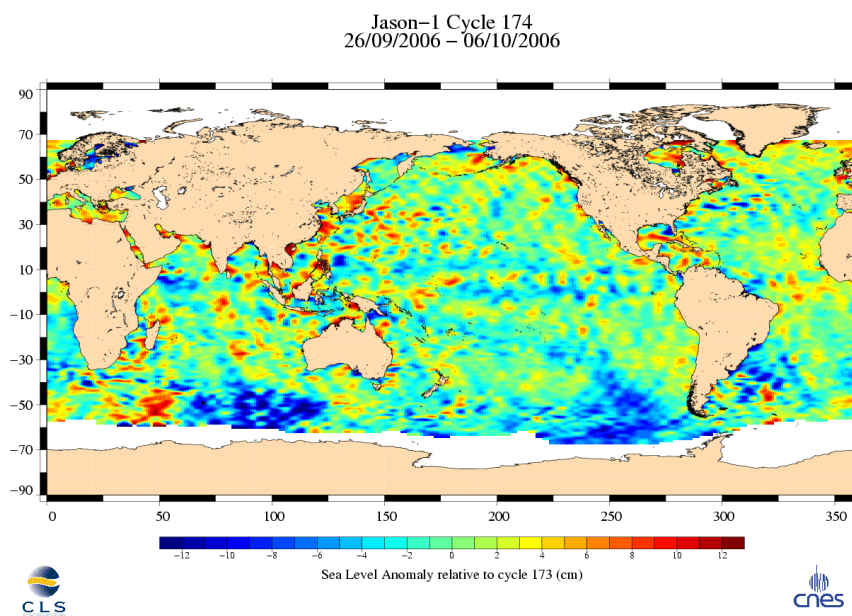 Jason−1 Cycle 174
26/09/2006 − 06/10/2006
90
70
50
30
10
−10
−30
−50
−70
−90
0 50 100 150 200 250 300 350
−12 −10 −8 −6 −4 −2 0 2 4 6 8 10 12
Sea Level Anomaly relative to cycle 173 (cm)
CLS
cnes